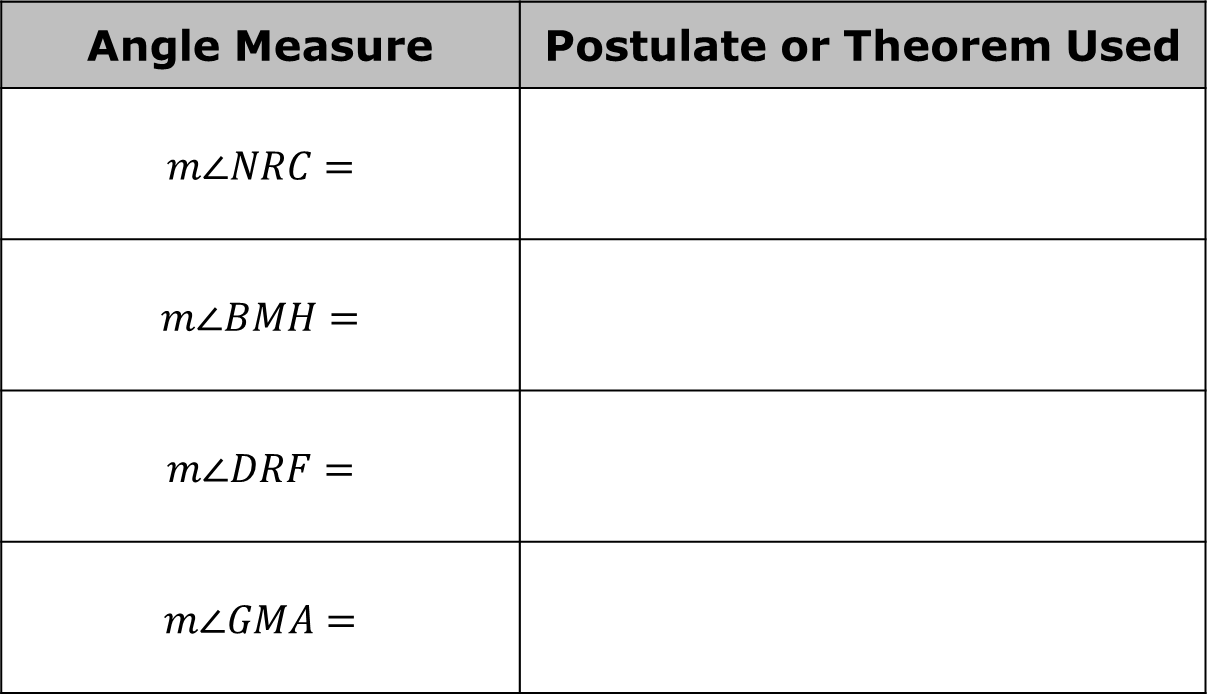 Angle Measure Postulate or Theorem Used
m∠NRC =
m∠BMH =
m∠DRF =
m∠GMA =